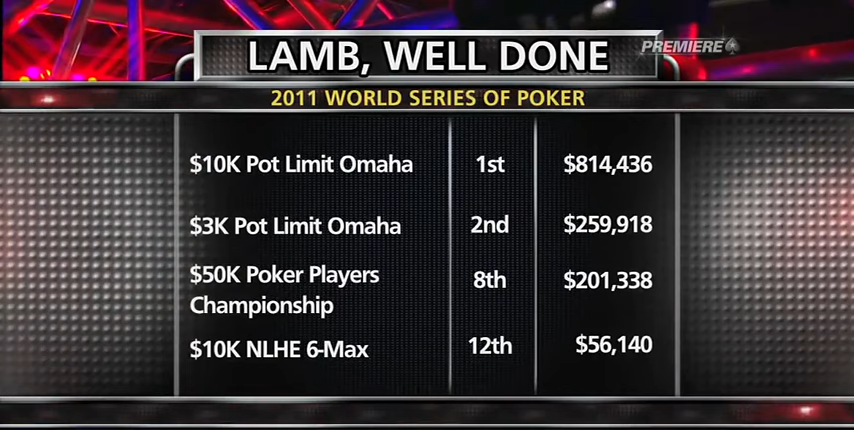 LAMB, WELL DONE
PREMIERE
2011 WORLD SERIES OF POKER
$10K Pot Limit Omaha 1st $814,436
$3K Pot Limit Omaha 2nd $259,918
$50K Poker Players
Championship 8th $201,338
$10K NLHE 6-Max 12th $56,140